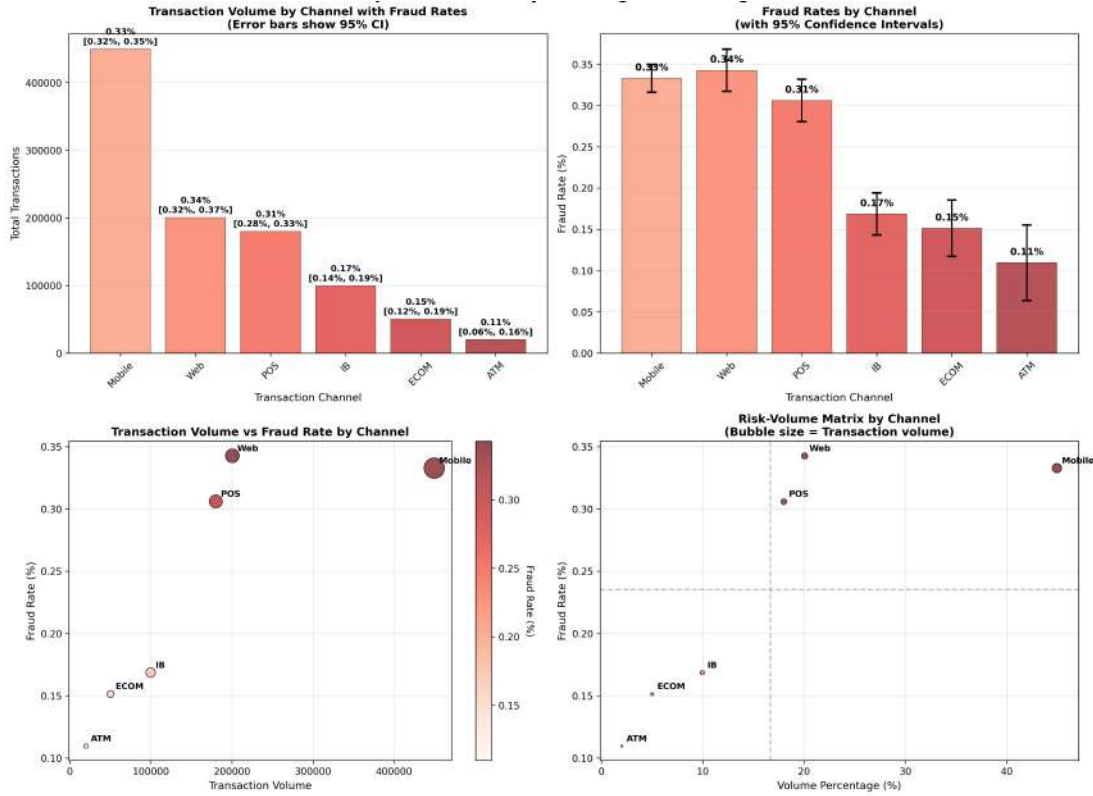 Transaction Volume by Channel with Fraud Rates
(Error bars show 95% CI)
0.33%
[0.32%, 0.35%]
0.34%
[0.32%, 0.37%]
0.31%
[0.28%, 0.33%]
0.17%
[0.14%, 0.19%]
0.15%
[0.12%, 0.19%]
0.11%
[0.06%, 0.16%]
400000
300000
200000
100000
0
Total Transactions
Mobile
Web
POS
IB
ECOM
ATM
Transaction Channel
Fraud Rates by Channel
(with 95% Confidence Intervals)
0.33%
0.34%
0.31%
0.17%
0.15%
0.11%
0.35
0.30
0.25
0.20
0.15
0.10
0.05
0.00
Fraud Rate (%)
Mobile
Web
POS
IB
ECOM
ATM
Transaction Channel
Transaction Volume vs Fraud Rate by Channel
0.35
0.30
0.25
0.20
0.15
0.10
Fraud Rate (%)
Web
Mobile
POS
IB
ECOM
ATM
0
100000
200000
300000
400000
Transaction Volume
0.30
0.25
0.20
0.15
Fraud Rate (%)
Risk-Volume Matrix by Channel
(Bubble size = Transaction volume)
0.35
0.30
0.25
0.20
0.15
0.10
Fraud Rate (%)
Web
Mobile
POS
IB
ECOM
ATM
0
10
20
30
40
Volume Percentage (%)